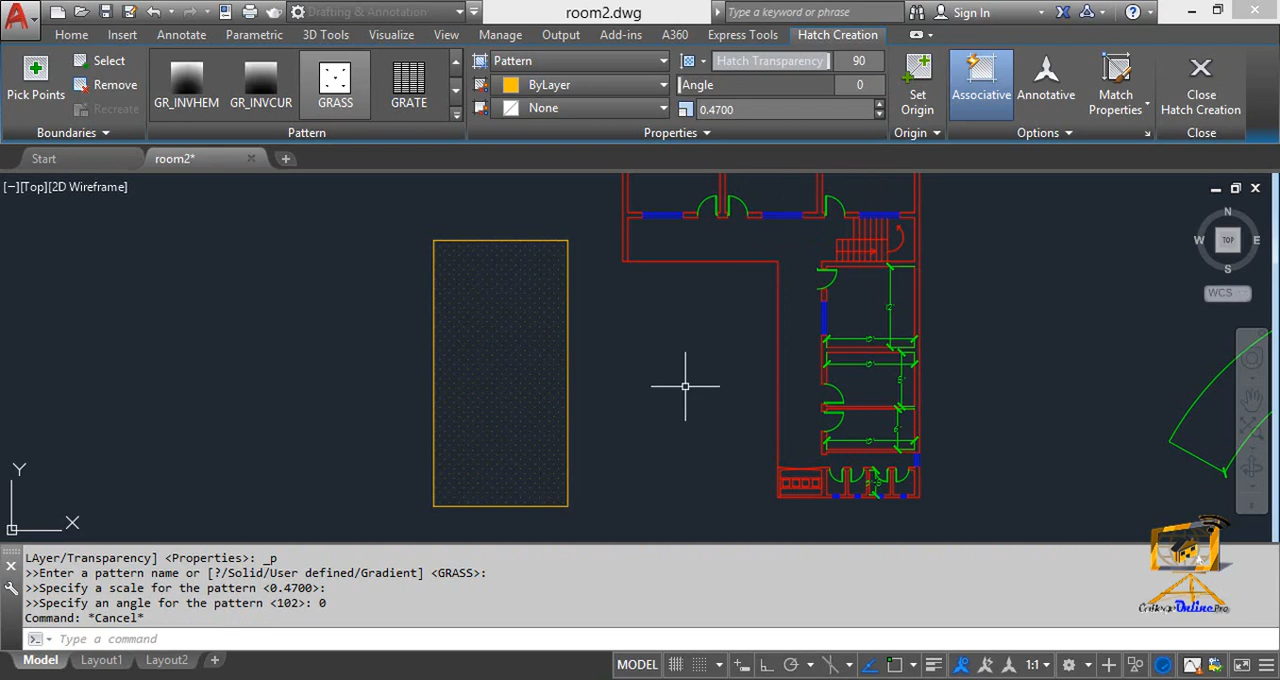 Drafting & Annotation
room2.dwg
Type a keyword or phrase
Sign In
Home Insert Annotate Parametric 3D Tools Visualize View Manage Output Add-ins A360 Express Tools Hatch Creation
Pick Points
Select
Remove
Recreate
Boundaries
GR_INVHEM
GR_INVCUR
GRASS
GRATE
Pattern
Pattern
ByLayer
None
Hatch Transparency 90
Angle 0
0.4700
Properties
Set
Origin
Origin
Associative
Annotative
Match
Properties
Options
Close
Hatch Creation
Close
Start
room2*
[−][Top][2D Wireframe]
N
W TOP E
S
WCS
Y
X
LAyer/Transparency] <Properties>: _p
>>Enter a pattern name or [?/Solid/User defined/Gradient] <GRASS>:
>>Specify a scale for the pattern <0.4700>:
>>Specify an angle for the pattern <102>: 0
Command: *Cancel*
Type a command
College Online Pro
Model Layout1 Layout2
MODEL
1:1